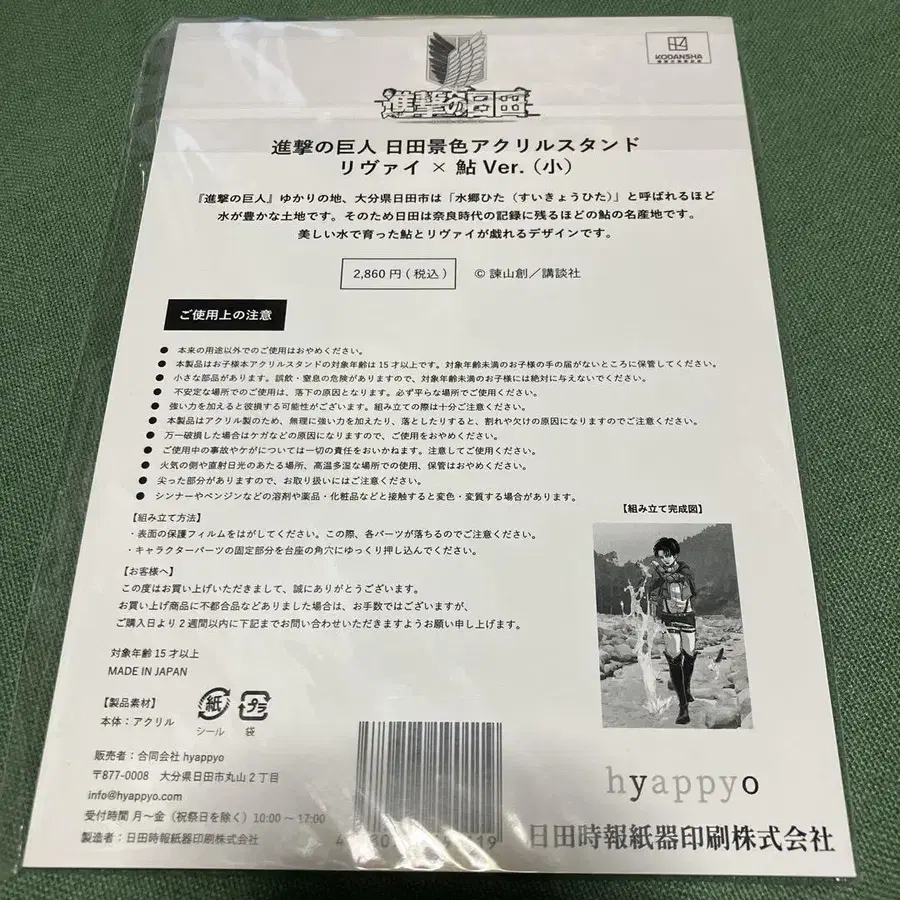 KODANSHA
進撃の日田
進撃の巨人 日田景色アクリルスタンド
リヴァイ × 鮎 Ver.（小）
『進撃の巨人』ゆかりの地、大分県日田市は「水郷ひた（すいきょうひた）」と呼ばれるほど
水が豊かな土地です。そのため日田は奈良時代の記録に残るほどの鮎の名産地です。
美しい水で育った鮎とリヴァイが戯れるデザインです。
2,860 円 ( 税込 )
© 諫山創／講談社
ご使用上の注意
● 本来の用途以外でのご使用はおやめください。
● 本製品はお子様本アクリルスタンドの対象年齢は 15 才以上です。対象年齢未満のお子様の手の届がないところに保管してください。
● 小さな部品があります。誤飲・窒息の危険がありますので、対象年齢未満のお子様には絶対に与えないでください。
● 不安定な場所でのご使用は、落下の原因となります。必ず平らな場所でご使用ください。
● 強い力を加えると破損する可能性がございます。組み立ての際は十分ご注意ください。
● 本製品はアクリル製のため、無理に強い力を加えたり、落としたりすると、割れや欠けの原因になりますのでご注意ください。
● 万一破損した場合はケガなどの原因になりますので、ご使用をおやめください。
● ご使用中の事故やケガについては一切の責任をおいかねます。注意してご使用ください。
● 火気の側や直射日光のあたる場所、高温多湿な場所での使用、保管はおやめください。
● 尖った部分がありますので、お取り扱いにはご注意ください。
● シンナーやベンジンなどの溶剤や薬品・化粧品などと接触すると変色・変質する場合があります。
【組み立て方法】
・表面の保護フィルムをはがしてください。この際、各パーツが落ちるのでご注意ください。
・キャラクターパーツの固定部分を台座の角穴にゆっくり押し込んでください。
【お客様へ】
この度はお買い上げいただきまして、誠にありがとうございます。
お買い上げ商品に不都合品などありました場合は、お手数ではございますが、
ご購入日より 2 週間以内に下記までお問い合わせいただきますようお願い申し上げます。
【組み立て完成図】
対象年齢 15 才以上
MADE IN JAPAN
【製品素材】
本体：アクリル
紙
シール
プラ
袋
販売者：合同会社 hyappyo
〒877-0008 大分県日田市丸山 2 丁目
info@hyappyo.com
受付時間 月～金（祝祭日を除く）10:00 ～ 17:00
製造者：日田時報紙器印刷株式会社
hyappyo
日田時報紙器印刷株式会社